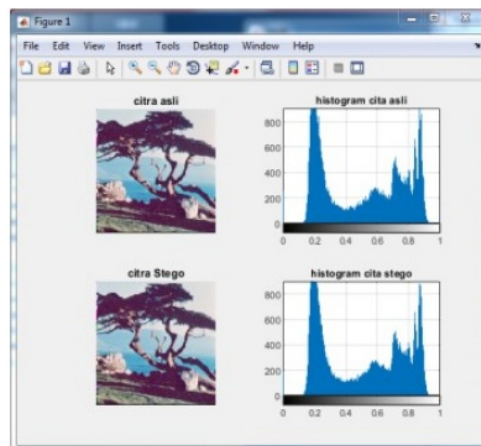 Figure 1
File Edit View Insert Tools Desktop Window Help
citra asli
histogram cita asli
800
600
400
200
0
0 0.2 0.4 0.6 0.8 1
citra Stego
histogram cita stego
800
600
400
200
0
0 0.2 0.4 0.6 0.8 1